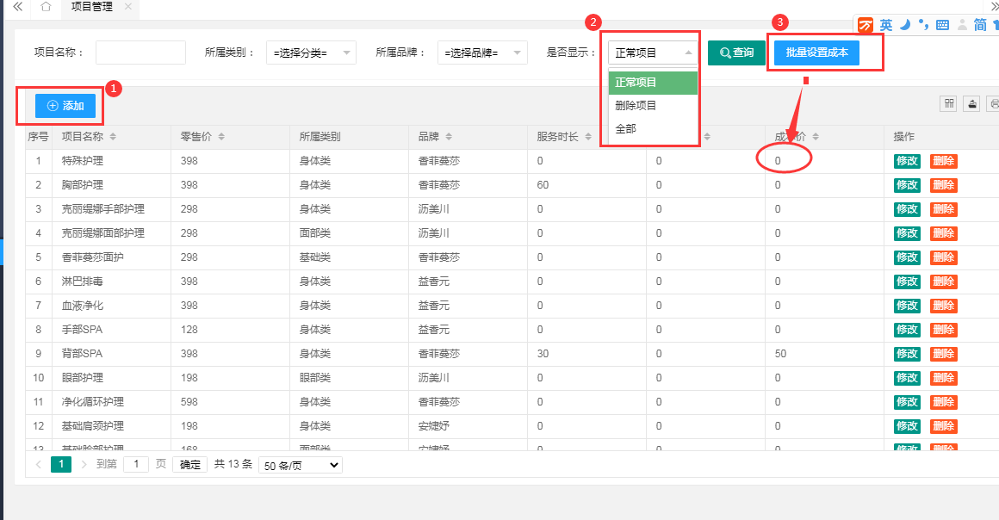 项目管理
英
简
2
3
项目名称：
所属类别： =选择分类=
所属品牌： =选择品牌=
是否显示： 正常项目
查询
批量设置成本
正常项目
删除项目
全部
1
添加
序号 项目名称 零售价 所属类别 品牌 服务时长 操作
1 特殊护理 398 身体类 香菲蔓莎 0 0 0 修改 删除
2 胸部护理 398 身体类 香菲蔓莎 60 0 0 修改 删除
3 克丽缇娜手部护理 298 身体类 沥美川 0 0 0 修改 删除
4 克丽缇娜面部护理 298 面部类 沥美川 0 0 0 修改 删除
5 香菲蔓莎面护 298 基础类 香菲蔓莎 0 0 0 修改 删除
6 淋巴排毒 398 身体类 益香元 0 0 0 修改 删除
7 血液净化 398 身体类 益香元 0 0 0 修改 删除
8 手部SPA 128 身体类 益香元 0 0 0 修改 删除
9 背部SPA 398 身体类 香菲蔓莎 30 0 50 修改 删除
10 眼部护理 198 眼部类 沥美川 0 0 0 修改 删除
11 净化循环护理 598 身体类 香菲蔓莎 0 0 0 修改 删除
12 基础肩颈护理 198 身体类 安婕妤 0 0 0 修改 删除
13 基础脸部护理 168 面部类 安婕妤 0 0 0 修改 删除
1 到第 1 页 确定 共 13 条 50 条/页